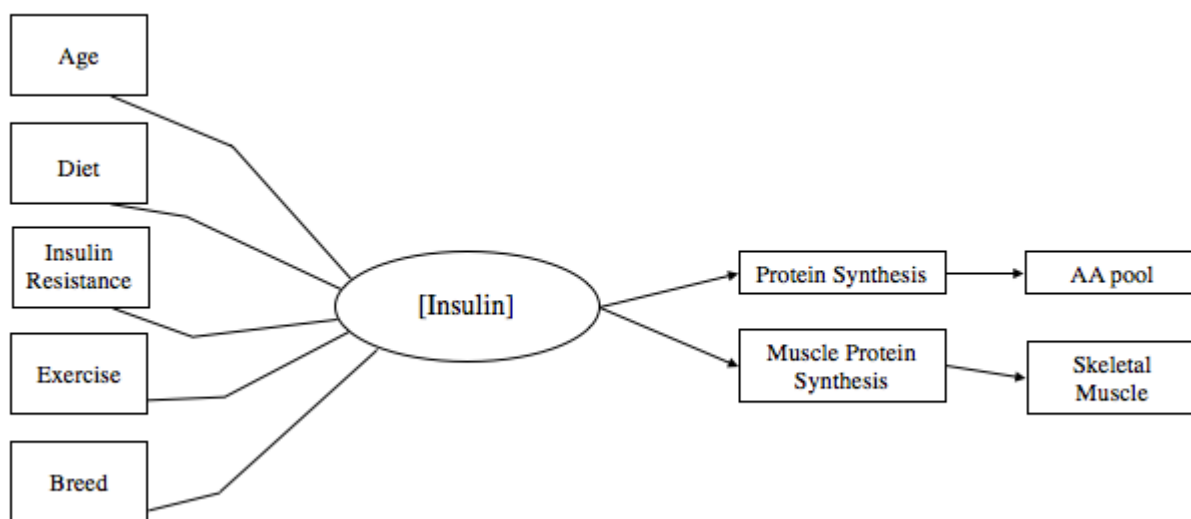 Age
Diet
Insulin
Resistance
Exercise
Breed
[Insulin]
Protein Synthesis
AA pool
Muscle Protein
Synthesis
Skeletal
Muscle